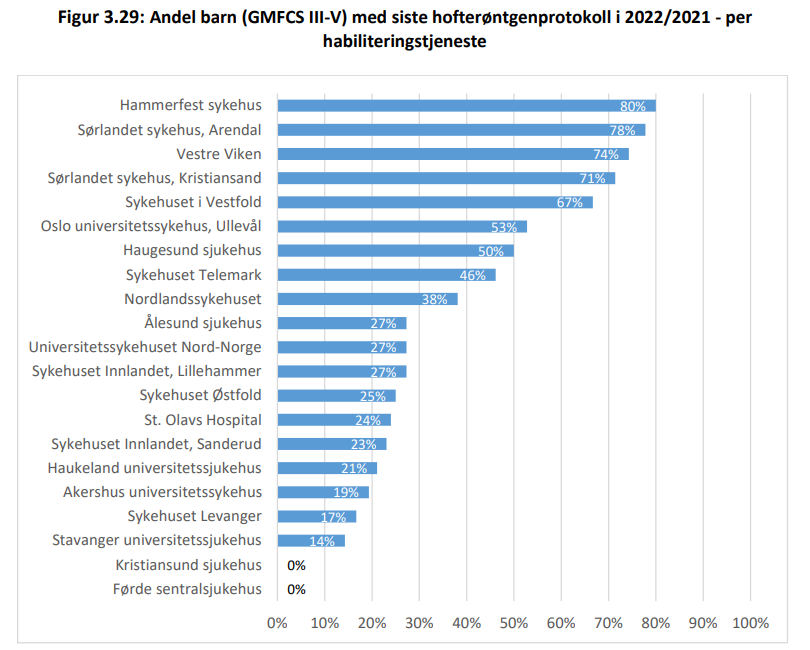 Figur 3.29: Andel barn (GMFCS III-V) med siste hofterøntgenprotokoll i 2022/2021 - per
habiliteringstjeneste
Hammerfest sykehus 80%
Sørlandet sykehus, Arendal 78%
Vestre Viken 74%
Sørlandet sykehus, Kristiansand 71%
Sykehuset i Vestfold 67%
Oslo universitetssykehus, Ullevål 53%
Haugesund sjukehus 50%
Sykehuset Telemark 46%
Nordlandssykehuset 38%
Ålesund sjukehus 27%
Universitetssykehuset Nord-Norge 27%
Sykehuset Innlandet, Lillehammer 27%
Sykehuset Østfold 25%
St. Olavs Hospital 24%
Sykehuset Innlandet, Sanderud 23%
Haukeland universitetssjukehus 21%
Akershus universitetssykehus 19%
Sykehuset Levanger 17%
Stavanger universitetssjukehus 14%
Kristiansund sjukehus 0%
Førde sentralsjukehus 0%
0% 10% 20% 30% 40% 50% 60% 70% 80% 90% 100%